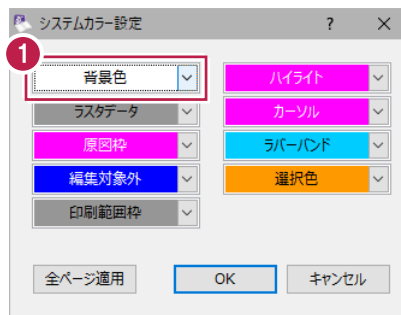 システムカラー設定
?
1
背景色
ハイライト
ラスタデータ
カーソル
原図枠
ラバーバンド
編集対象外
選択色
印刷範囲枠
全ページ適用
OK
キャンセル